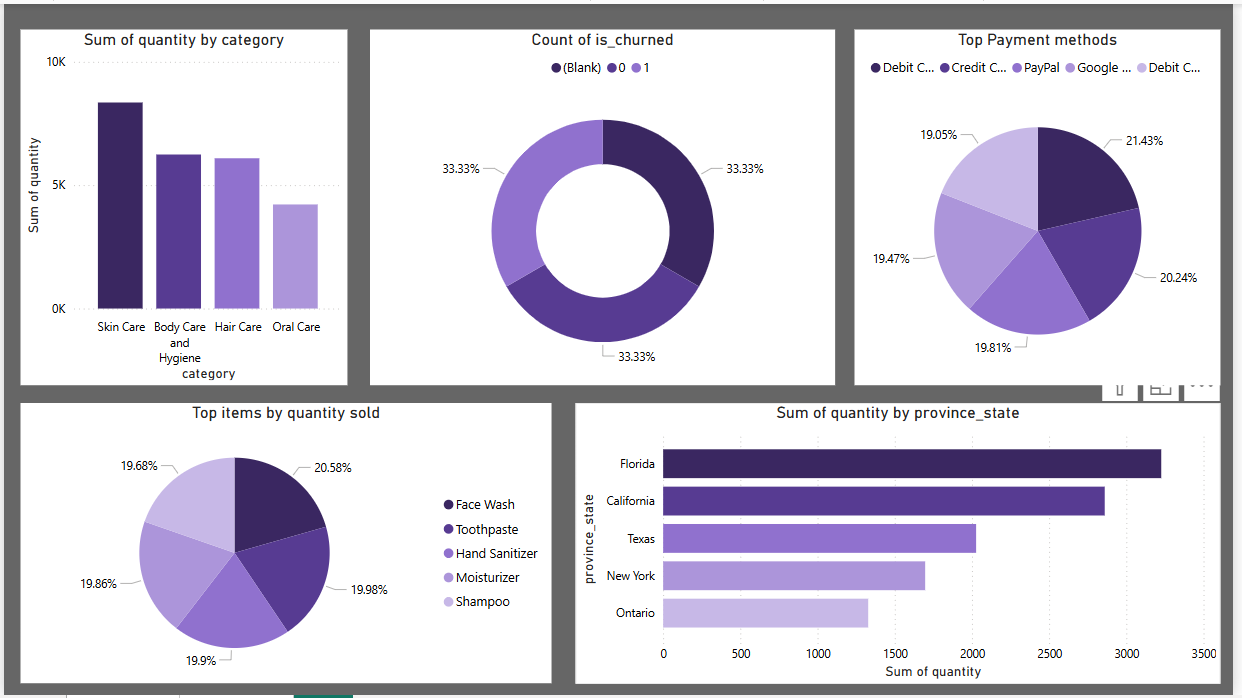 Sum of quantity by category
10K
5K
0K
Sum of quantity
Skin Care
Body Care
and
Hygiene
Hair Care
Oral Care
category
Count of is_churned
(Blank) 0 1
33.33%
33.33%
33.33%
Top Payment methods
Debit C... Credit C... PayPal Google ... Debit C...
19.05%
21.43%
19.47%
20.24%
19.81%
Top items by quantity sold
19.68%
20.58%
19.86%
19.98%
19.9%
Face Wash
Toothpaste
Hand Sanitizer
Moisturizer
Shampoo
Sum of quantity by province_state
province_state
Florida
California
Texas
New York
Ontario
0 500 1000 1500 2000 2500 3000 3500
Sum of quantity